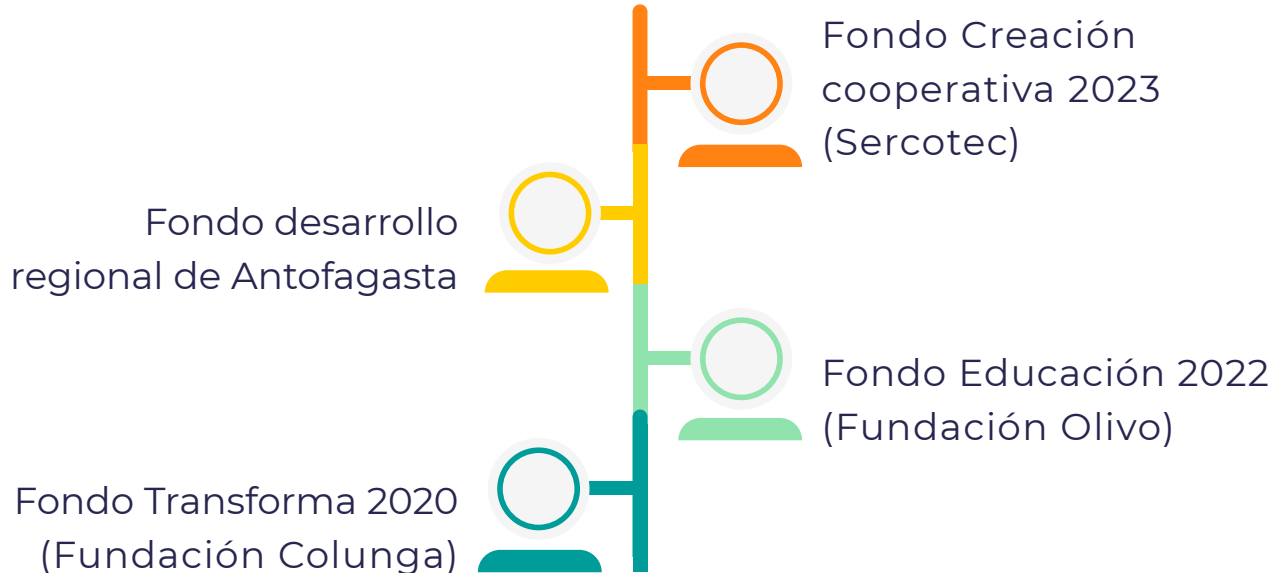 Fondo Creación
cooperativa 2023
(Sercotec)
Fondo desarrollo
regional de Antofagasta
Fondo Educación 2022
(Fundación Olivo)
Fondo Transforma 2020
(Fundación Colunga)